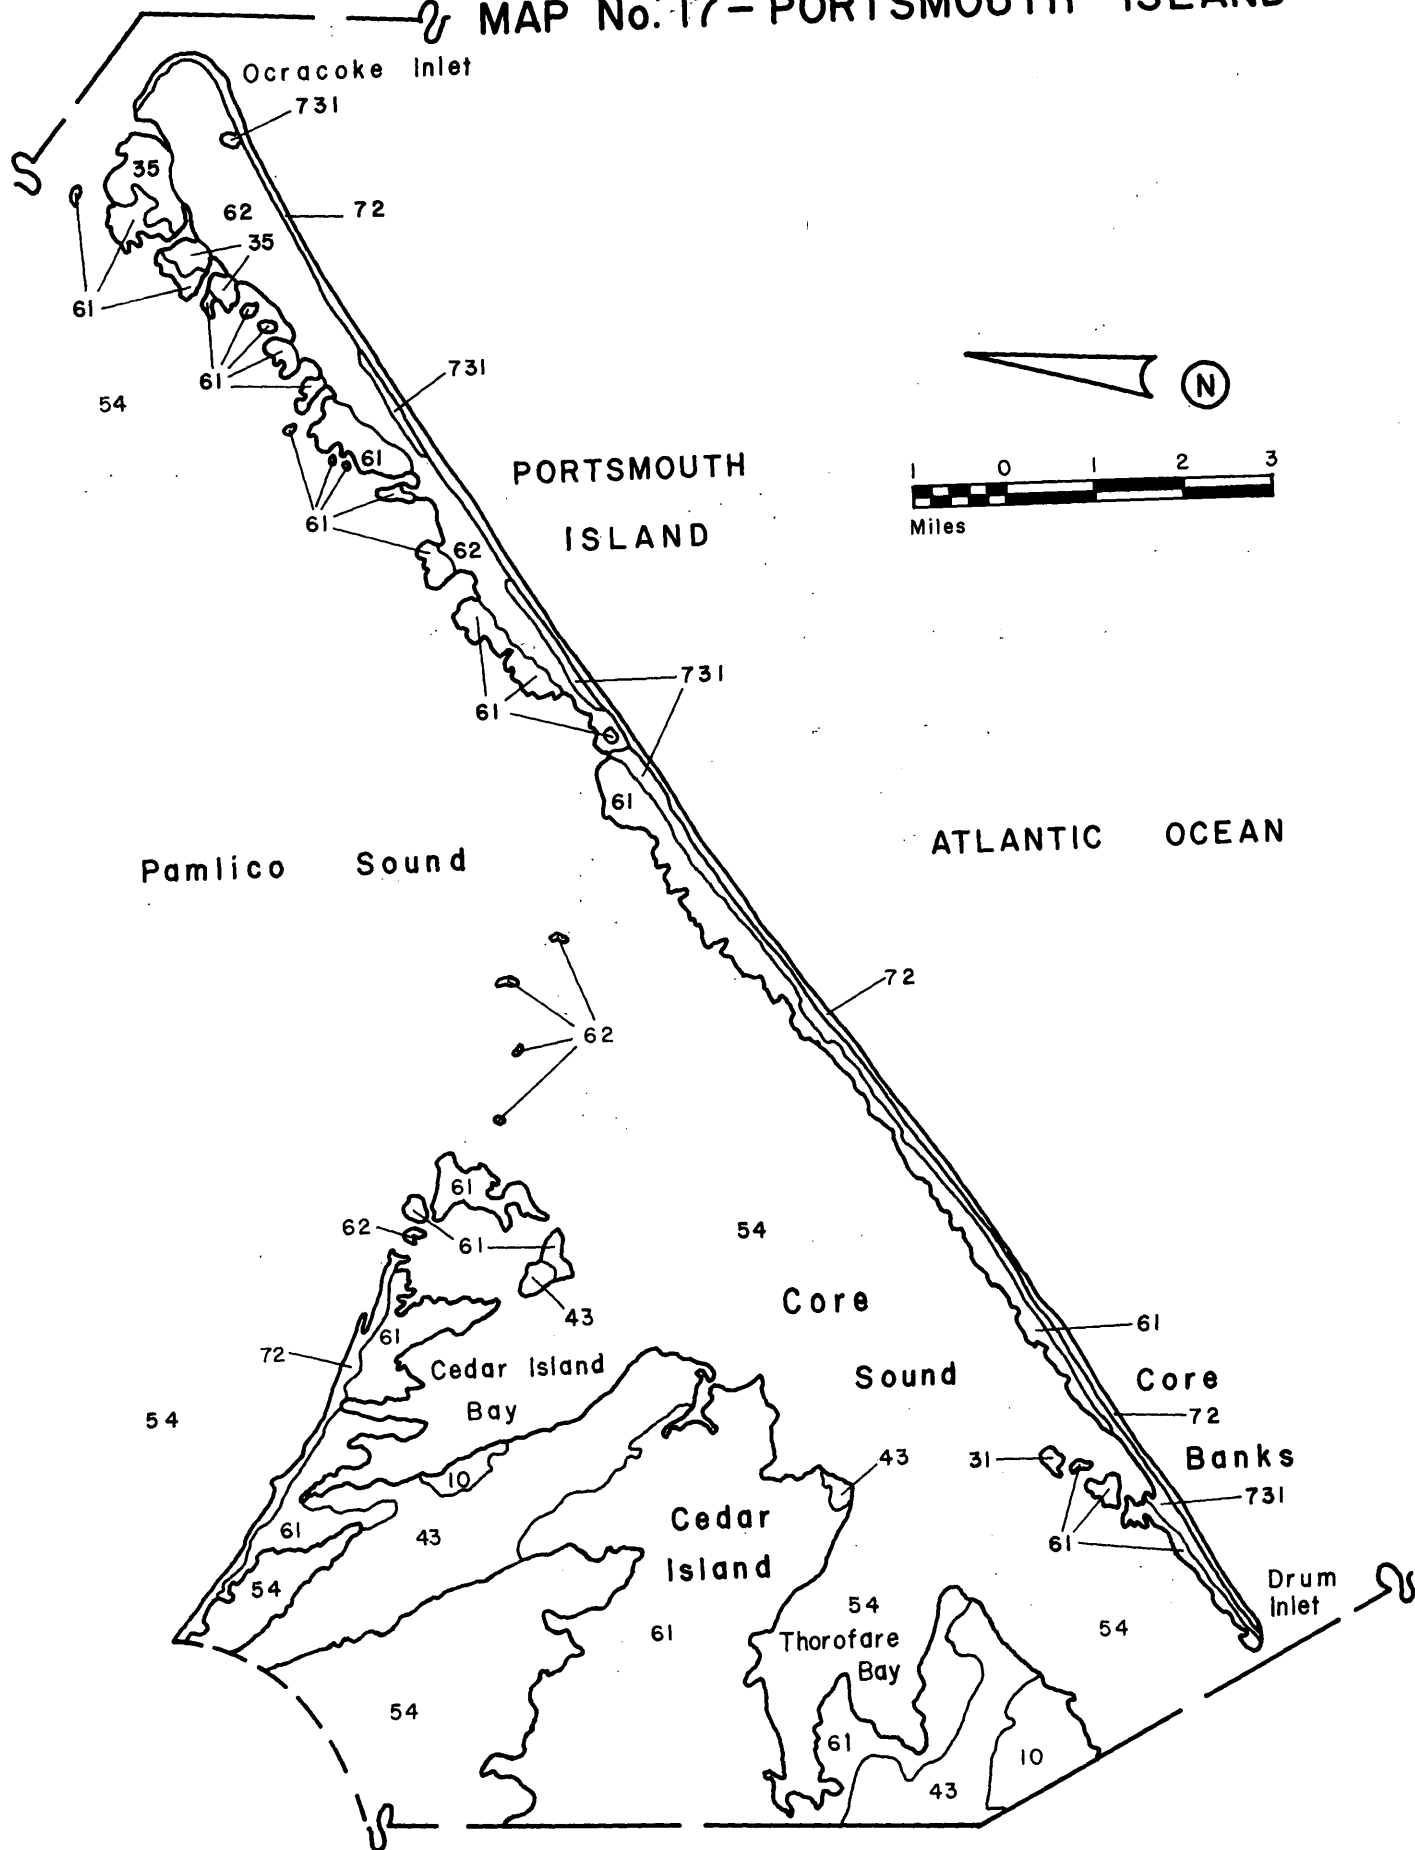 MAP No. 17 - PORTSMOUTH ISLAND
Ocracoke Inlet
731
35
62
72
35
61
731
61
54
N
PORTSMOUTH
ISLAND
1 0 1 2 3
Miles
61
61
62
731
61
61
ATLANTIC OCEAN
Pamlico Sound
72
62
61
62
61
54
43
Core
61
61
72
Cedar Island
Bay
Sound
Core
72
54
10
43
31
Banks
731
61
43
Cedar
Island
61
54
Drum
Inlet
54
61
54
Thorofare
Bay
54
61
10
43